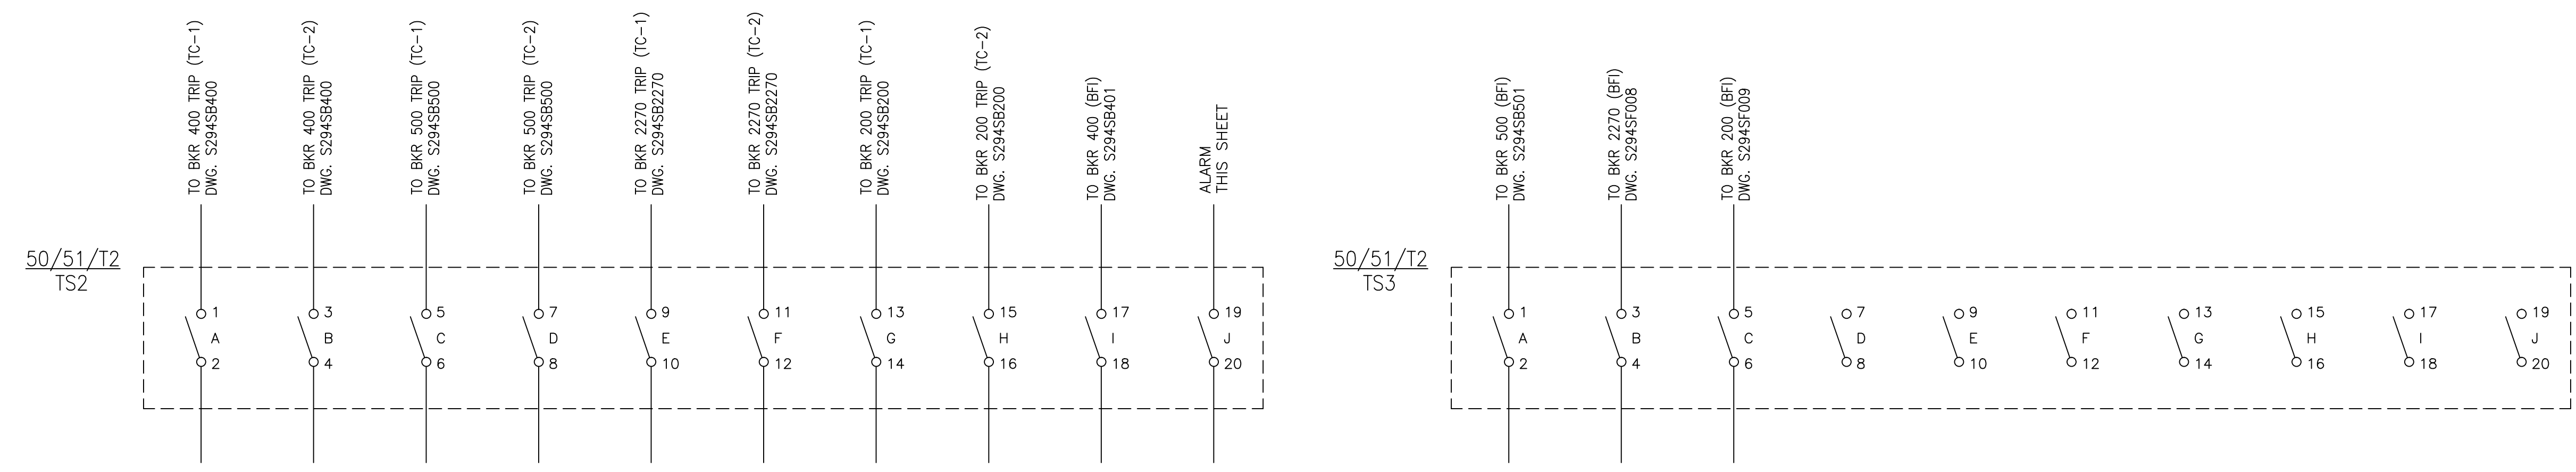 TO BKR 400 TRIP (TC-1)
DWG. S294SB400
TO BKR 400 TRIP (TC-2)
DWG. S294SB400
TO BKR 500 TRIP (TC-1)
DWG. S294SB500
TO BKR 500 TRIP (TC-2)
DWG. S294SB500
TO BKR 2270 TRIP (TC-1)
DWG. S294SB2270
TO BKR 2270 TRIP (TC-2)
DWG. S294SB2270
TO BKR 200 TRIP (TC-1)
DWG. S294SB200
TO BKR 200 TRIP (TC-2)
DWG. S294SB200
TO BKR 400 (BFI)
DWG. S294SB401
ALARM
THIS SHEET
50/51/T2
TS2
1 3 5 7 9 11 13 15 17 19
A B C D E F G H I J
2 4 6 8 10 12 14 16 18 20
TO BKR 500 (BFI)
DWG. S294SB501
TO BKR 2270 (BFI)
DWG. S294SF008
TO BKR 200 (BFI)
DWG. S294SF009
50/51/T2
TS3
1 3 5 7 9 11 13 15 17 19
A B C D E F G H I J
2 4 6 8 10 12 14 16 18 20